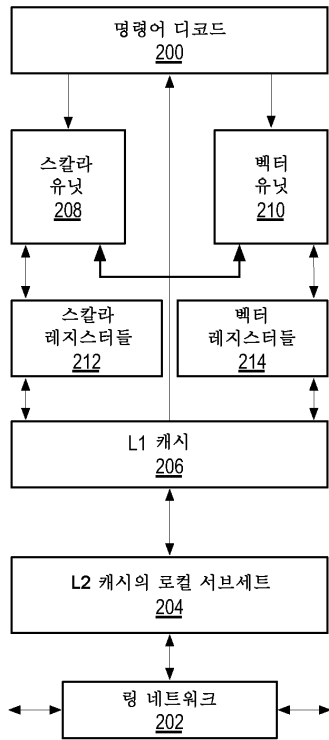 명령어 디코드
200
스칼라
유닛
208
벡터
유닛
210
스칼라
레지스터들
212
벡터
레지스터들
214
L1 캐시
206
L2 캐시의 로컬 서브세트
204
링 네트워크
202